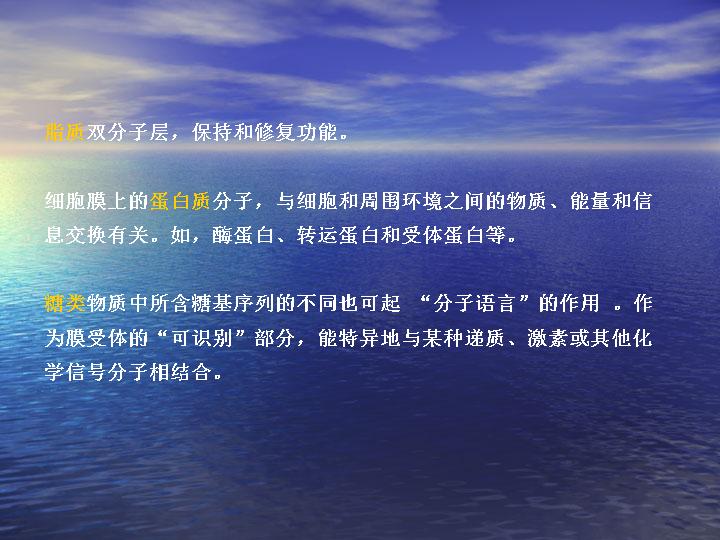 脂质双分子层，保持和修复功能。
细胞膜上的蛋白质分子，与细胞和周围环境之间的物质、能量和信
息交换有关。如，酶蛋白、转运蛋白和受体蛋白等。
糖类物质中所含糖基序列的不同也可起 “分子语言”的作用 。作
为膜受体的“可识别”部分，能特异地与某种递质、激素或其他化
学信号分子相结合。